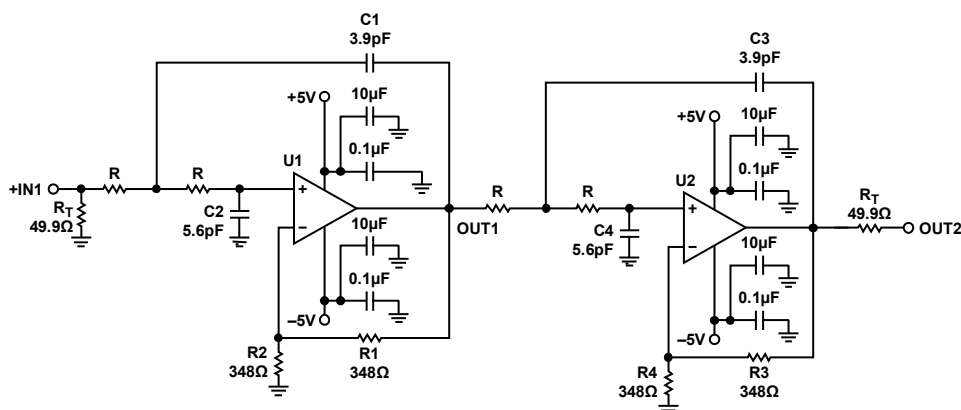 C1
3.9pF
C3
3.9pF
+5V
10µF
0.1µF
U1
+IN1
R
R
+
–
RT
49.9Ω
C2
5.6pF
10µF
0.1µF
–5V
R2
348Ω
R1
348Ω
OUT1
R
R
+5V
10µF
0.1µF
U2
+
–
C4
5.6pF
RT
49.9Ω
OUT2
10µF
0.1µF
–5V
R4
348Ω
R3
348Ω